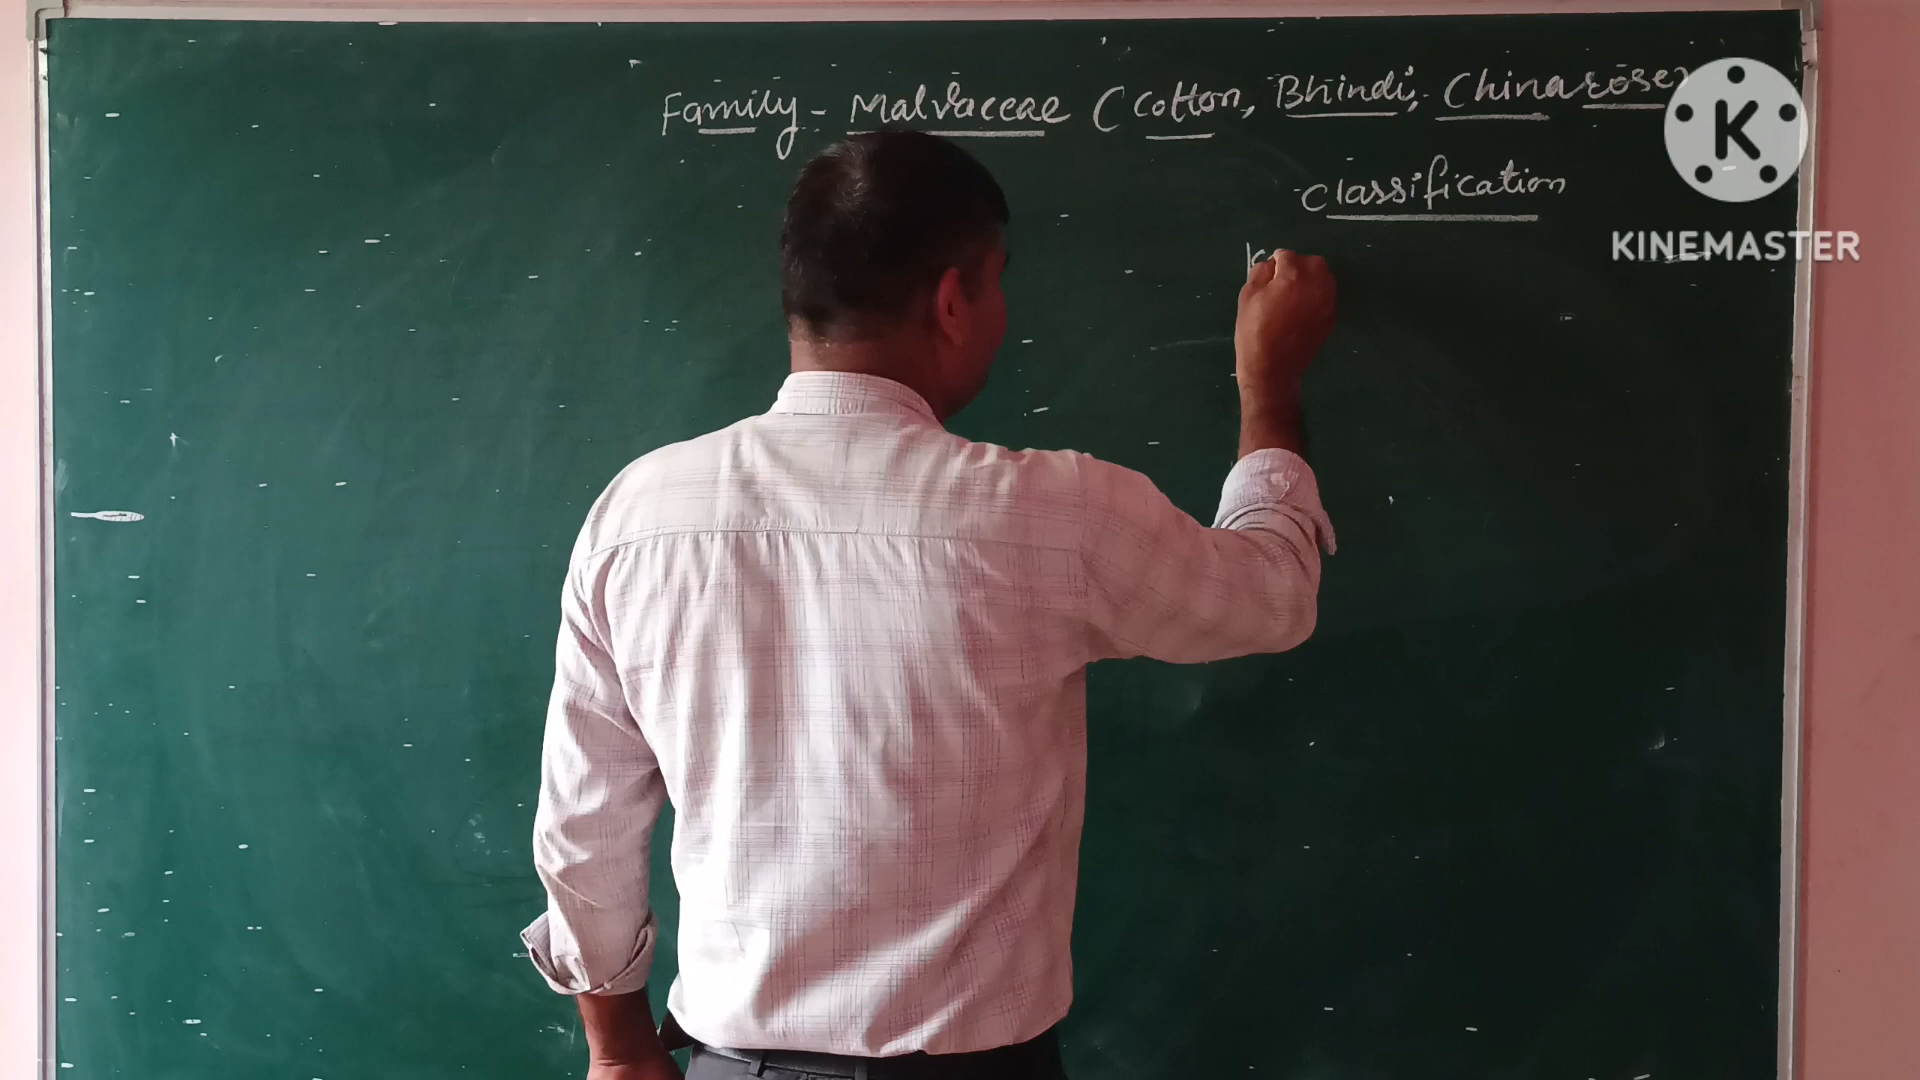 Family - Malvaceae (Cotton, Bhindi, Chinarose)
Classification
K
KINEMASTER